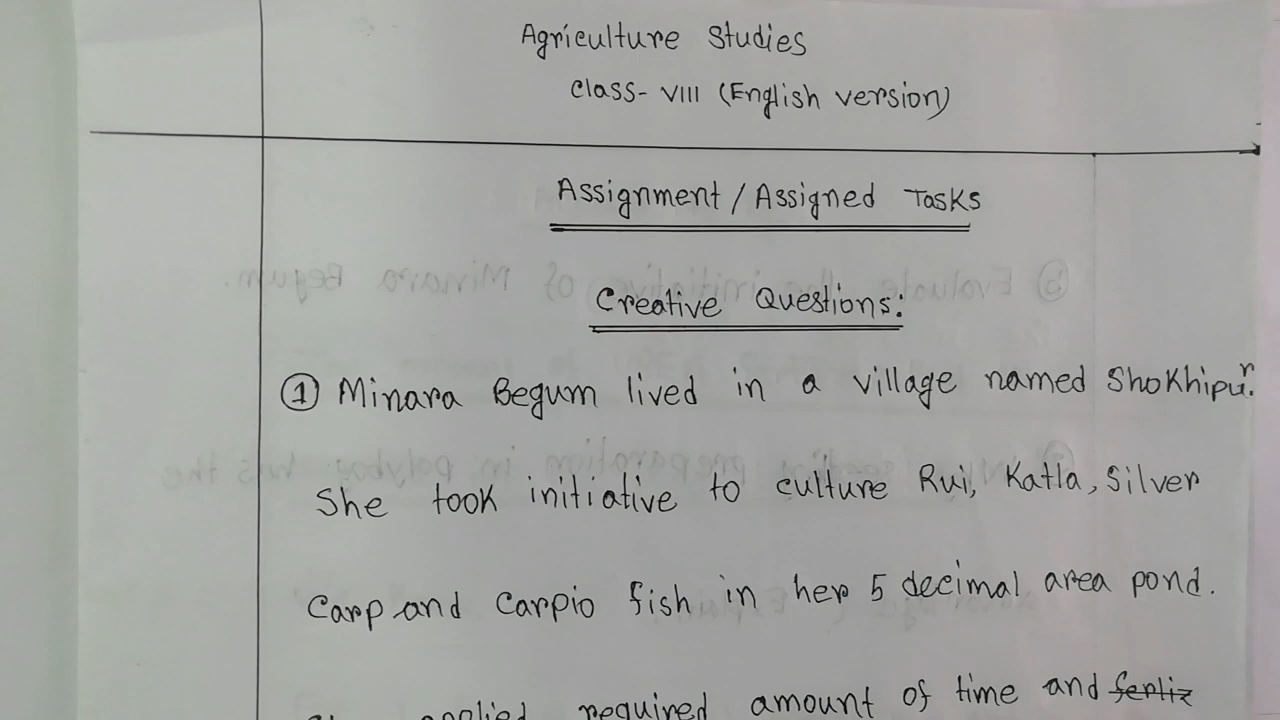 Agriculture Studies
Class- VIII (English version)
Assignment / Assigned Tasks
Creative Questions:
① Minara Begum lived in a village named Shokhipur.
She took initiative to culture Rui, Katla, Silver
Carp and Carpio fish in her 5 decimal area pond.
applied required amount of time and